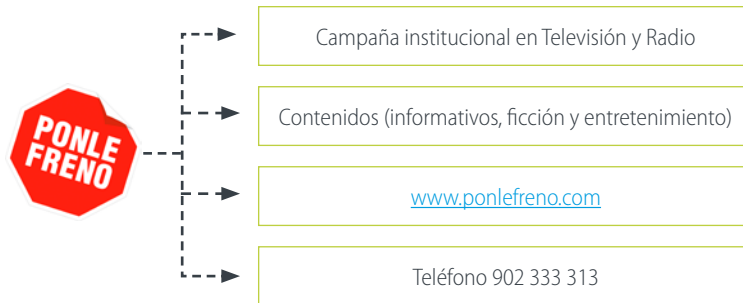 PONLE
FRENO
Campaña institucional en Televisión y Radio
Contenidos (informativos, ficción y entretenimiento)
www.ponlefreno.com
Teléfono 902 333 313